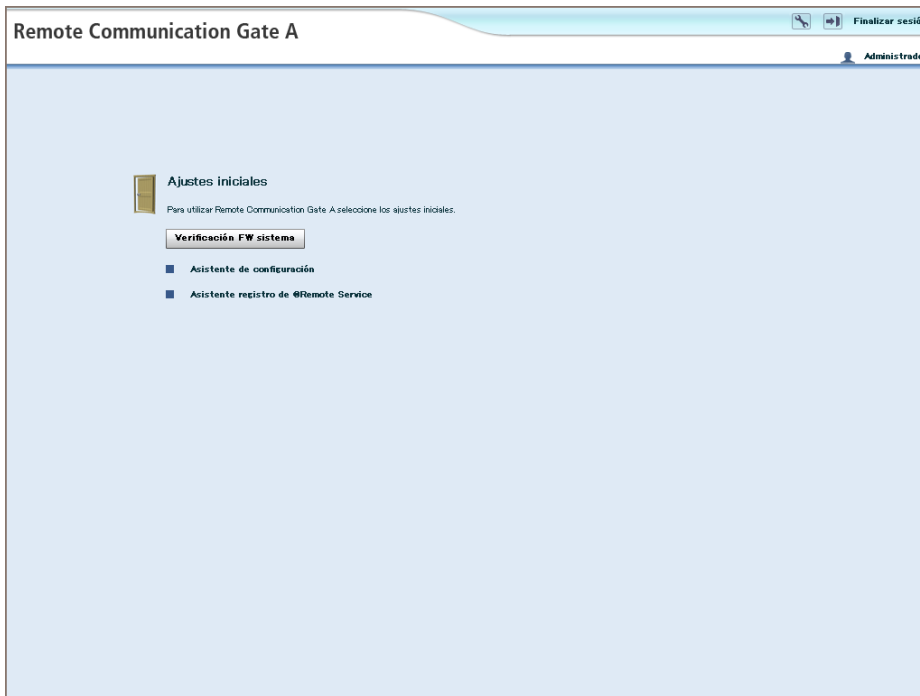 Remote Communication Gate A
Finalizar sesió
Administrado
Ajustes iniciales
Para utilizar Remote Communication Gate A seleccione los ajustes iniciales.
Verificación FW sistema
Asistente de configuración
Asistente registro de @Remote Service